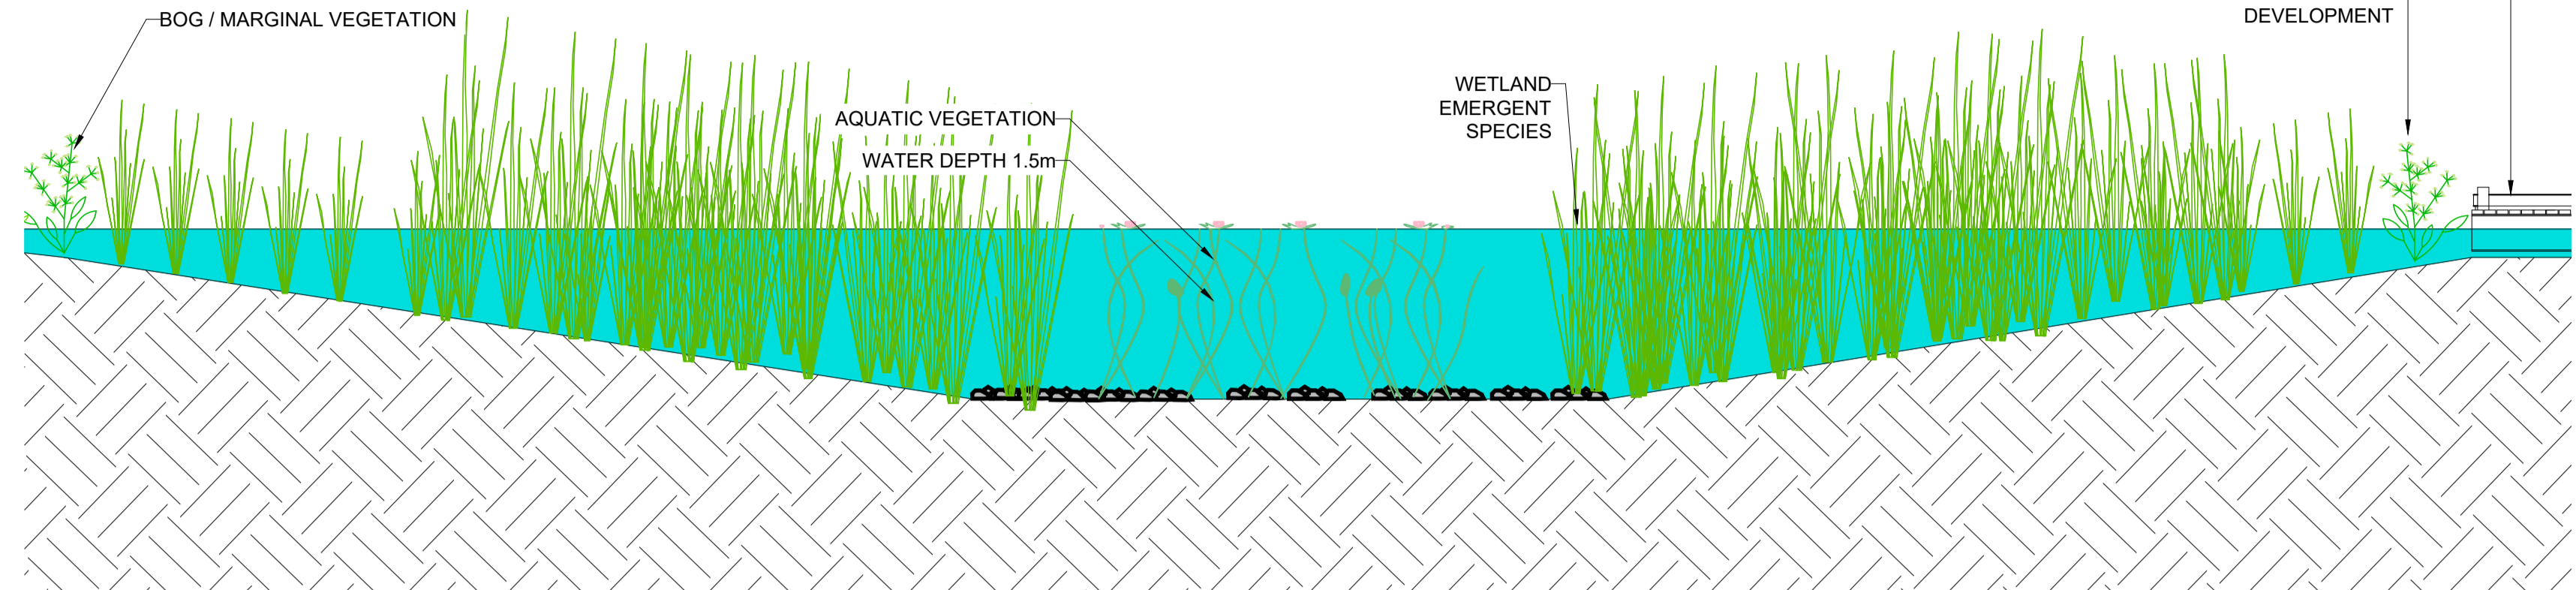 BOG / MARGINAL VEGETATION
DEVELOPMENT
WETLAND
EMERGENT
SPECIES
AQUATIC VEGETATION
WATER DEPTH 1.5m